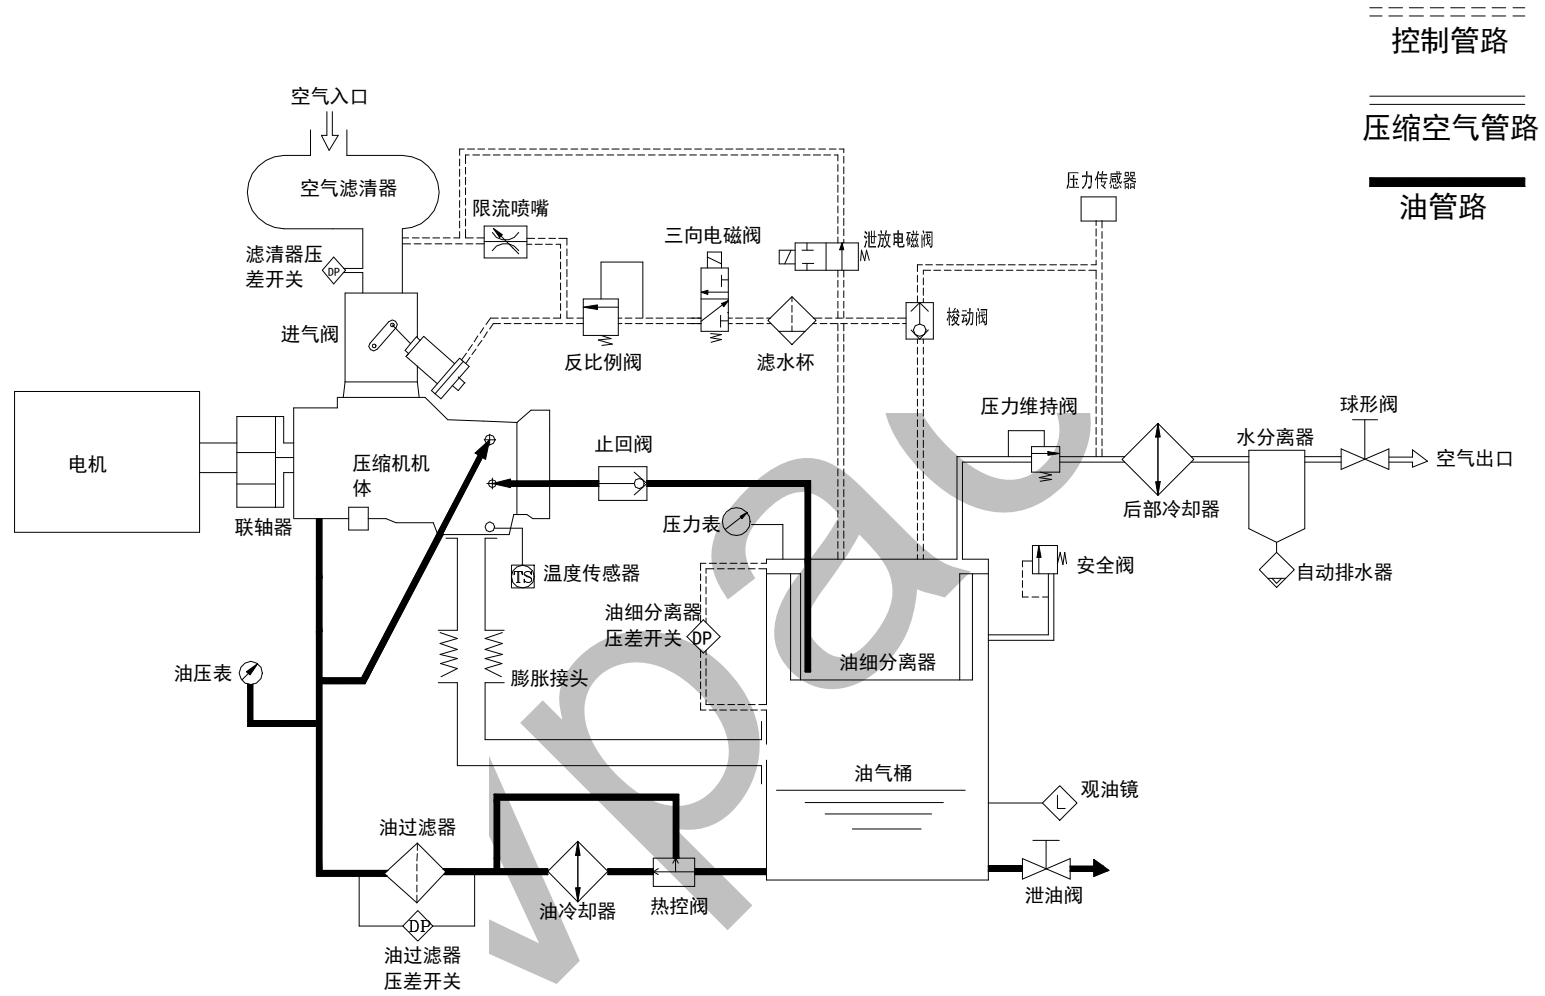 控制管路
压缩空气管路
油管路
空气入口
空气滤清器
滤清器压
差开关
DP
进气阀
限流喷嘴
反比例阀
三向电磁阀
滤水杯
泄放电磁阀
梭动阀
压力传感器
电机
联轴器
压缩机机
体
止回阀
压力表
压力维持阀
后部冷却器
水分离器
球形阀
空气出口
自动排水器
安全阀
TS
温度传感器
油细分离器
压差开关
DP
油细分离器
膨胀接头
油压表
油气桶
L
观油镜
泄油阀
油过滤器
油冷却器
热控阀
DP
油过滤器
压差开关
vpac